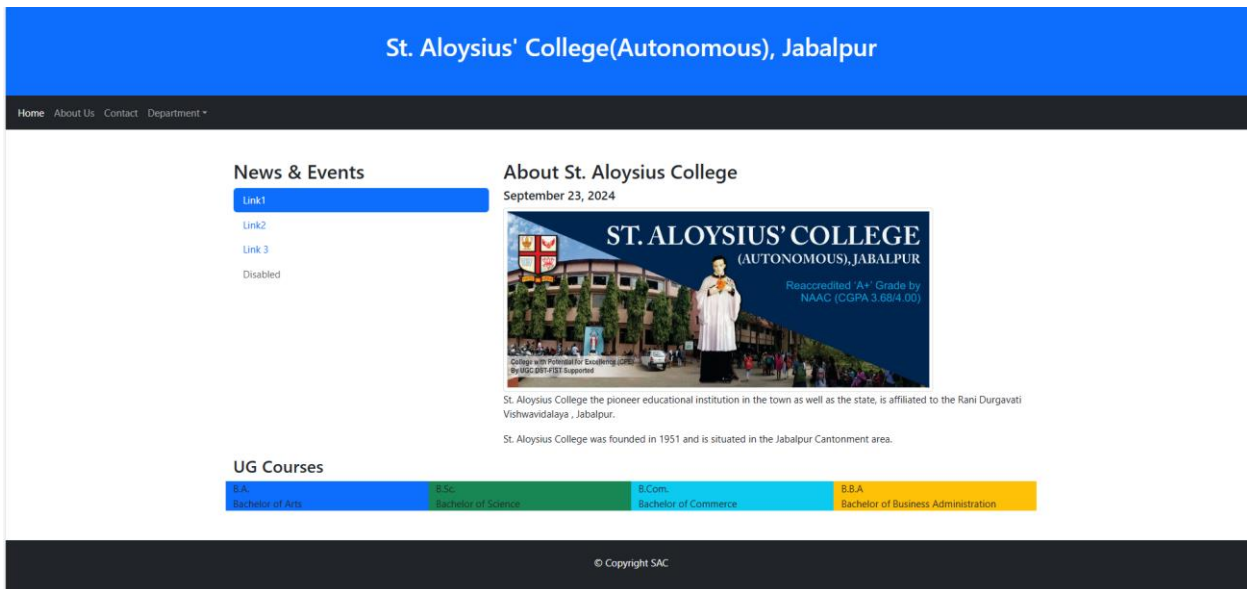 St. Aloysius' College(Autonomous), Jabalpur
Home About Us Contact Department
News & Events
Link1
Link2
Link 3
Disabled
About St. Aloysius College
September 23, 2024
ST. ALOYSIUS' COLLEGE
(AUTONOMOUS), JABALPUR
Reaccredited 'A+' Grade by
NAAC (CGPA 3.68/4.00)
College with Potential for Excellence (CPE)
By UGC DST-FIST Supported
St. Aloysius College the pioneer educational institution in the town as well as the state, is affiliated to the Rani Durgavati
Vishwavidalaya , Jabalpur.
St. Aloysius College was founded in 1951 and is situated in the Jabalpur Cantonment area.
UG Courses
B.A. B.Sc. B.Com. B.B.A
Bachelor of Arts Bachelor of Science Bachelor of Commerce Bachelor of Business Administration
© Copyright SAC